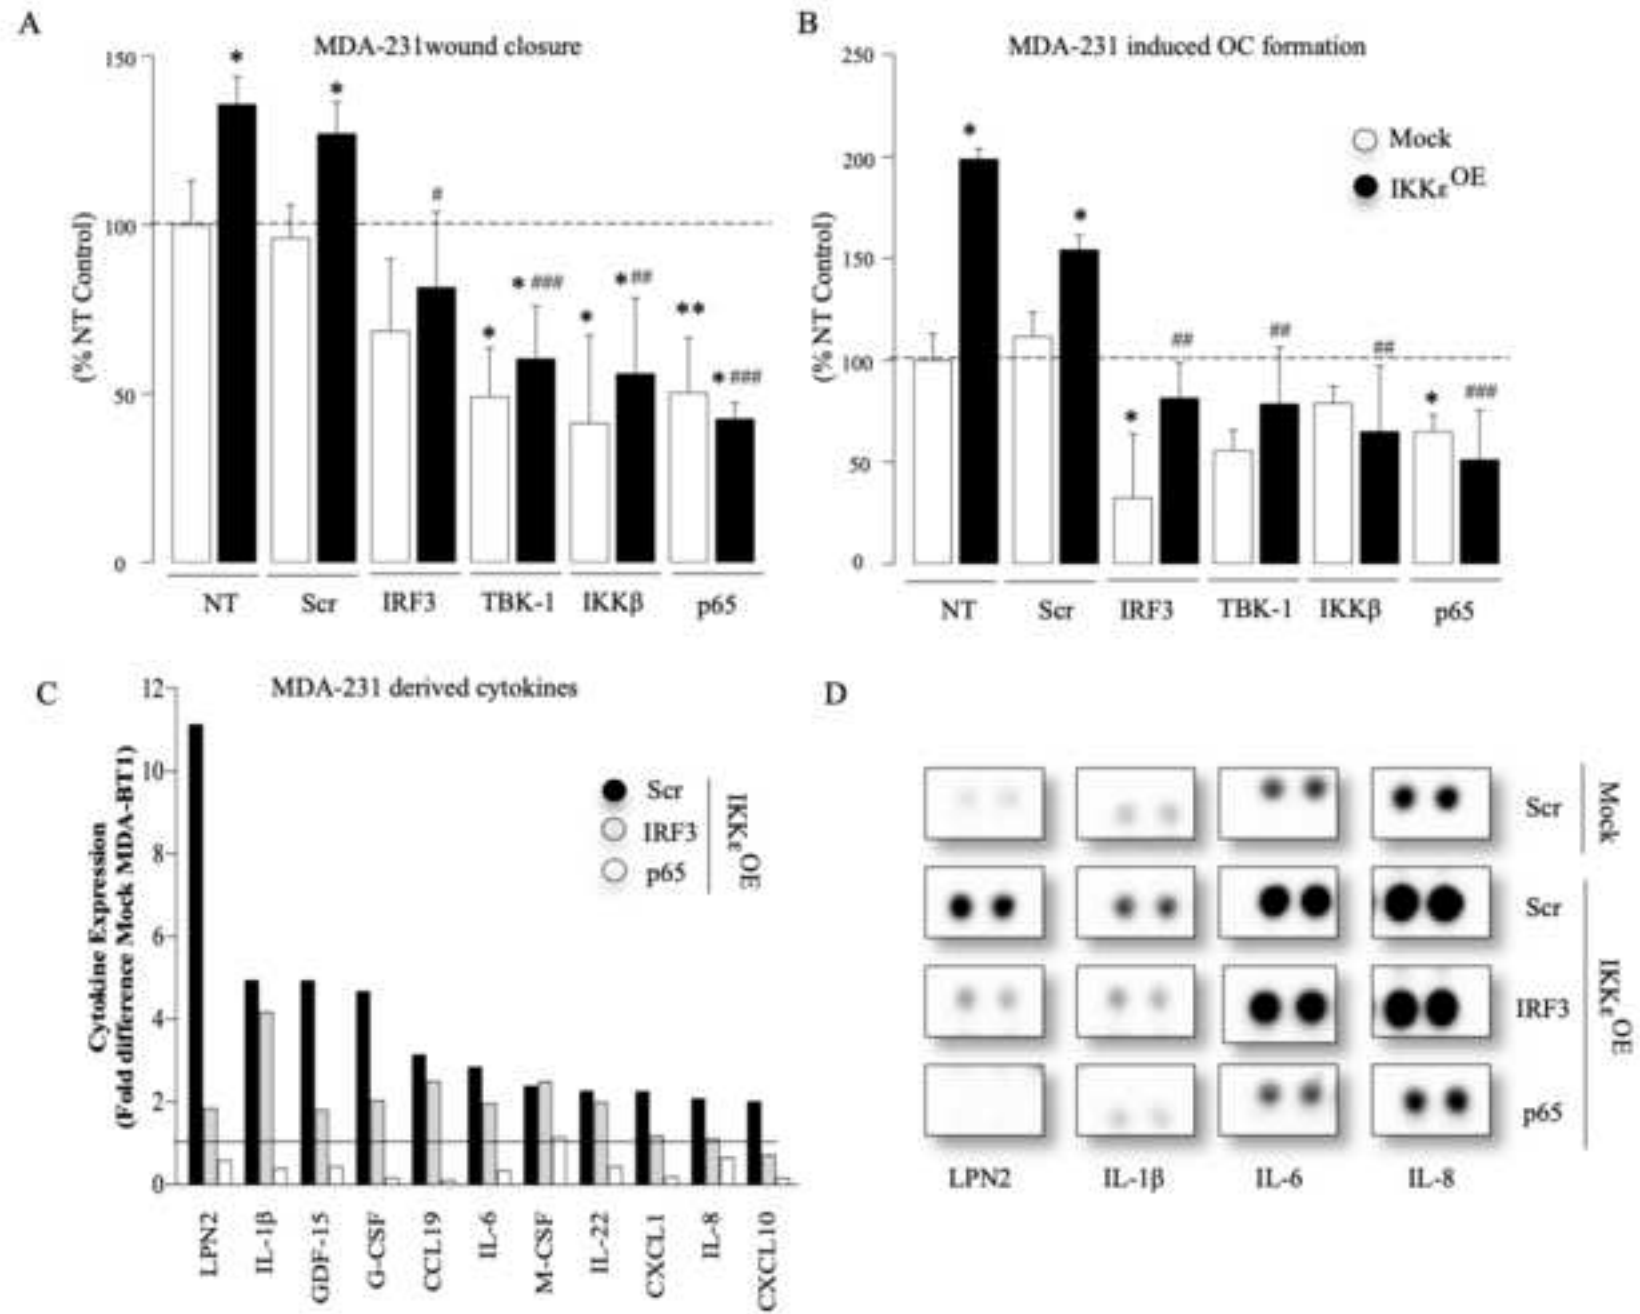 A
MDA-231wound closure
(% NT Control)
150
100
50
0
*
*
#
*
* ###
*
* ##
**
* ###
NT Scr IRF3 TBK-1 IKKβ p65
B
MDA-231 induced OC formation
(% NT Control)
250
200
150
100
50
0
Mock
IKKε OE
*
*
*
##
##
##
*
###
NT Scr IRF3 TBK-1 IKKβ p65
C
MDA-231 derived cytokines
Cytokine Expression
(Fold difference Mock MDA-BT1)
12
10
8
6
4
2
0
Scr
IRF3
p65
IKKε OE
LPN2 IL-1β GDF-15 G-CSF CCL19 IL-6 M-CSF IL-22 CXCL1 IL-8 CXCL10
D
Scr
Mock
Scr
IRF3
p65
IKKε OE
LPN2 IL-1β IL-6 IL-8